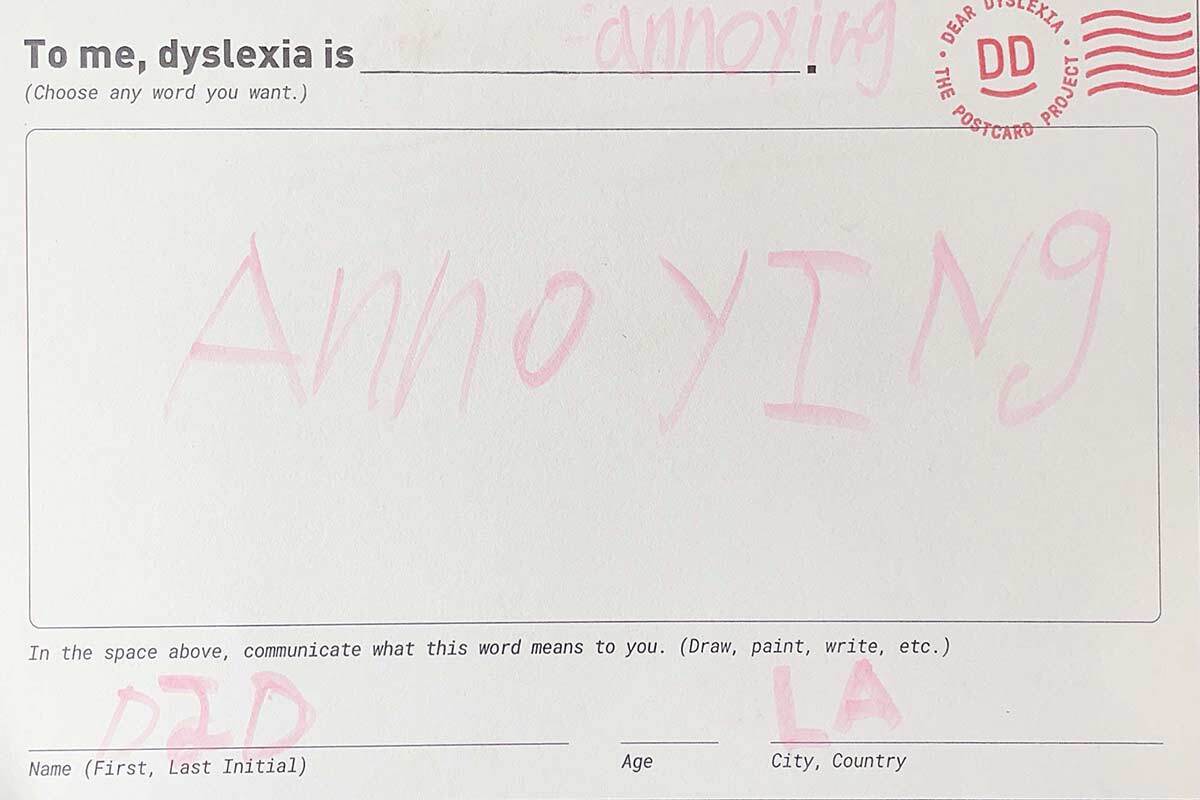 To me, dyslexia is annoying.
(Choose any word you want.)
• DEAR DYSLEXIA • THE POSTCARD PROJECT
DD
AnnoYINg
In the space above, communicate what this word means to you. (Draw, paint, write, etc.)
LA
Name (First, Last Initial)
Age
City, Country